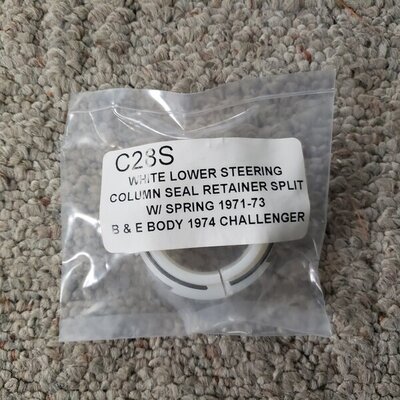 C28S
WHITE LOWER STEERING
COLUMN SEAL RETAINER SPLIT
W/ SPRING 1971-73
B & E BODY 1974 CHALLENGER